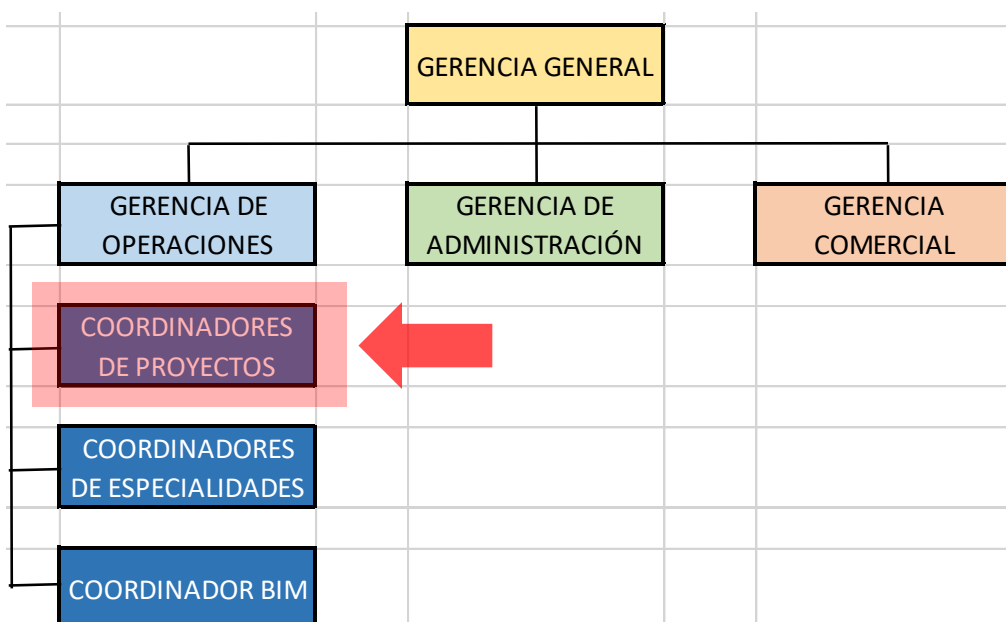 GERENCIA GENERAL
GERENCIA DE
OPERACIONES
GERENCIA DE
ADMINISTRACIÓN
GERENCIA
COMERCIAL
COORDINADORES
DE PROYECTOS
COORDINADORES
DE ESPECIALIDADES
COORDINADOR BIM